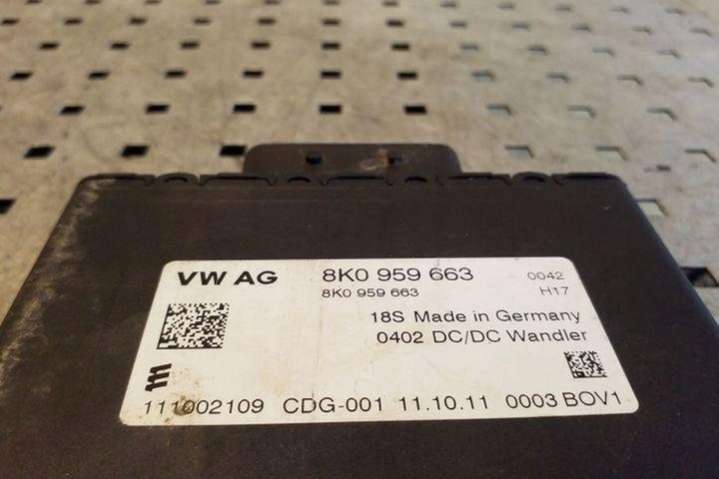 VW AG 8K0 959 663 0042
8K0 959 663 H17
18S Made in Germany
0402 DC/DC Wandler
111002109 CDG-001 11.10.11 0003 BOV1